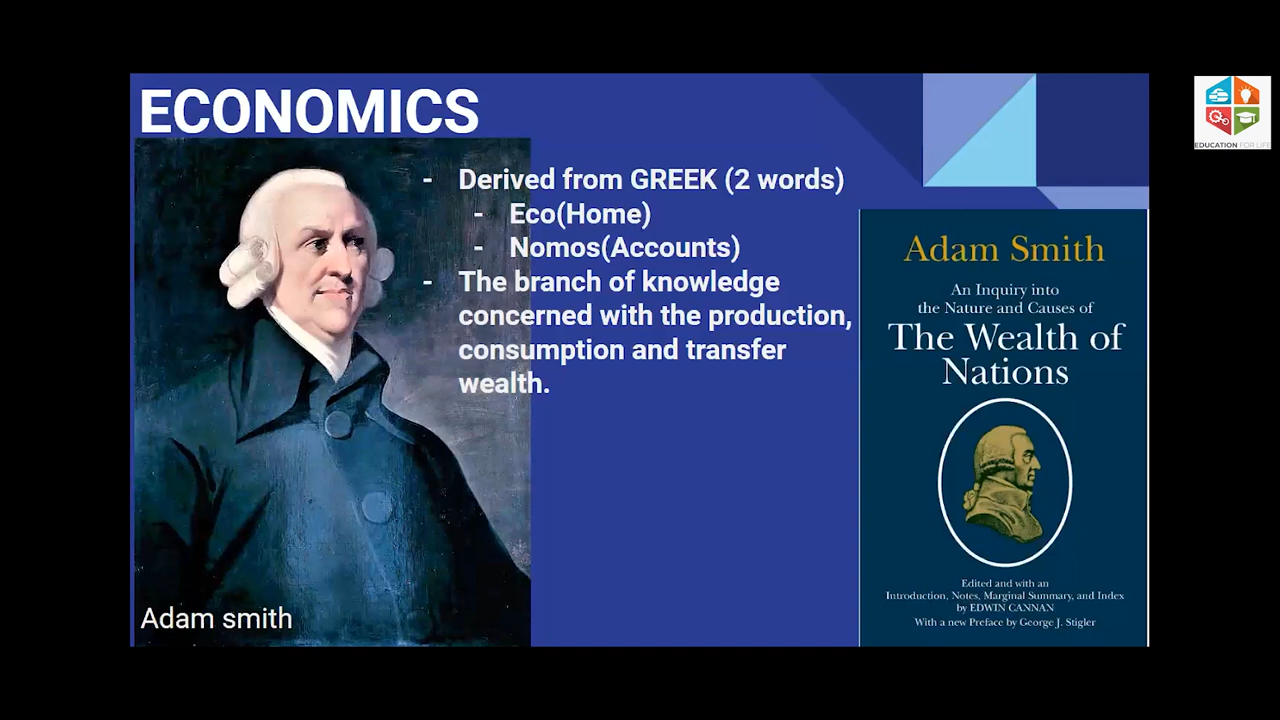 ECONOMICS
- Derived from GREEK (2 words)
- Eco(Home)
- Nomos(Accounts)
- The branch of knowledge
concerned with the production,
consumption and transfer
wealth.
Adam smith
Adam Smith
An Inquiry into
the Nature and Causes of
The Wealth of
Nations
Edited and with an
Introduction, Notes, Marginal Summary, and Index
by EDWIN CANNAN
With a new Preface by George J. Stigler
EDUCATION FOR LIFE